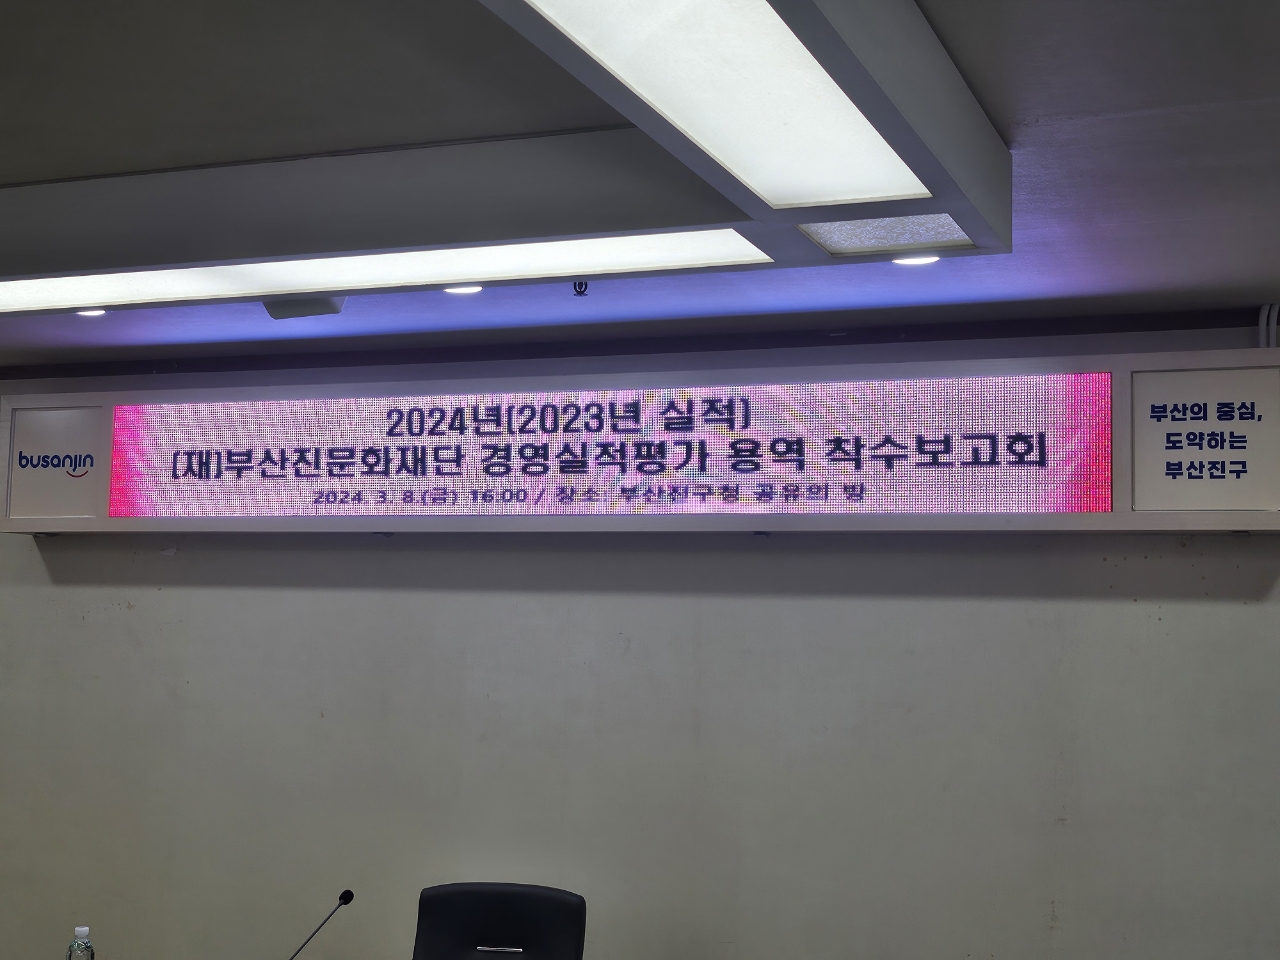 busanjin
2024년(2023년 실적)
(재)부산진문화재단 경영실적평가 용역 착수보고회
2024. 3. 8.(금) 16:00 / 장소: 부산진구청 공유의 방
부산의 중심,
도약하는
부산진구